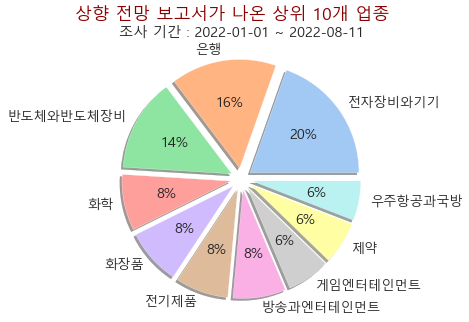 상향 전망 보고서가 나온 상위 10개 업종
조사 기간 : 2022-01-01 ~ 2022-08-11
은행
16%
전자장비와기기
20%
반도체와반도체장비
14%
화학
8%
우주항공과국방
6%
화장품
8%
제약
6%
전기제품
8%
방송과엔터테인먼트
8%
게임엔터테인먼트
6%